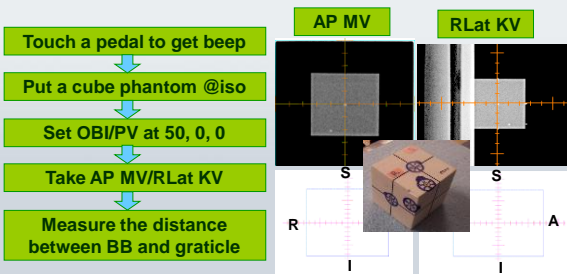 Touch a pedal to get beep
Put a cube phantom @iso
Set OBI/PV at 50, 0, 0
Take AP MV/RLat KV
Measure the distance
between BB and graticle
AP MV
RLat KV
S
R
I
S
A
I